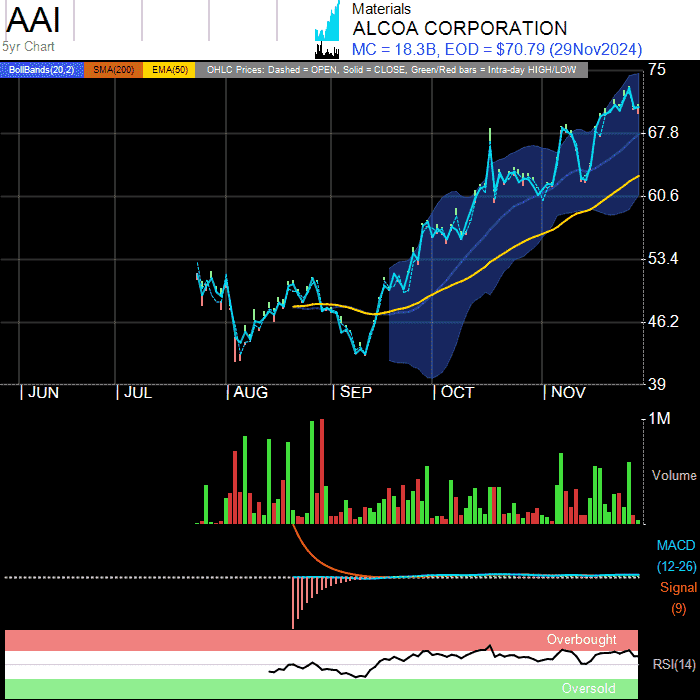 AAI
5yr Chart
Materials
ALCOA CORPORATION
MC = 18.3B, EOD = $70.79 (29Nov2024)
BollBands(20,2) SMA(200) EMA(50) OHLC Prices: Dashed = OPEN, Solid = CLOSE, Green/Red bars = Intra-day HIGH/LOW
75
67.8
60.6
53.4
46.2
39
| JUN | JUL | AUG | SEP | OCT | NOV
1M
Volume
MACD
(12-26)
Signal
(9)
Overbought
RSI(14)
Oversold